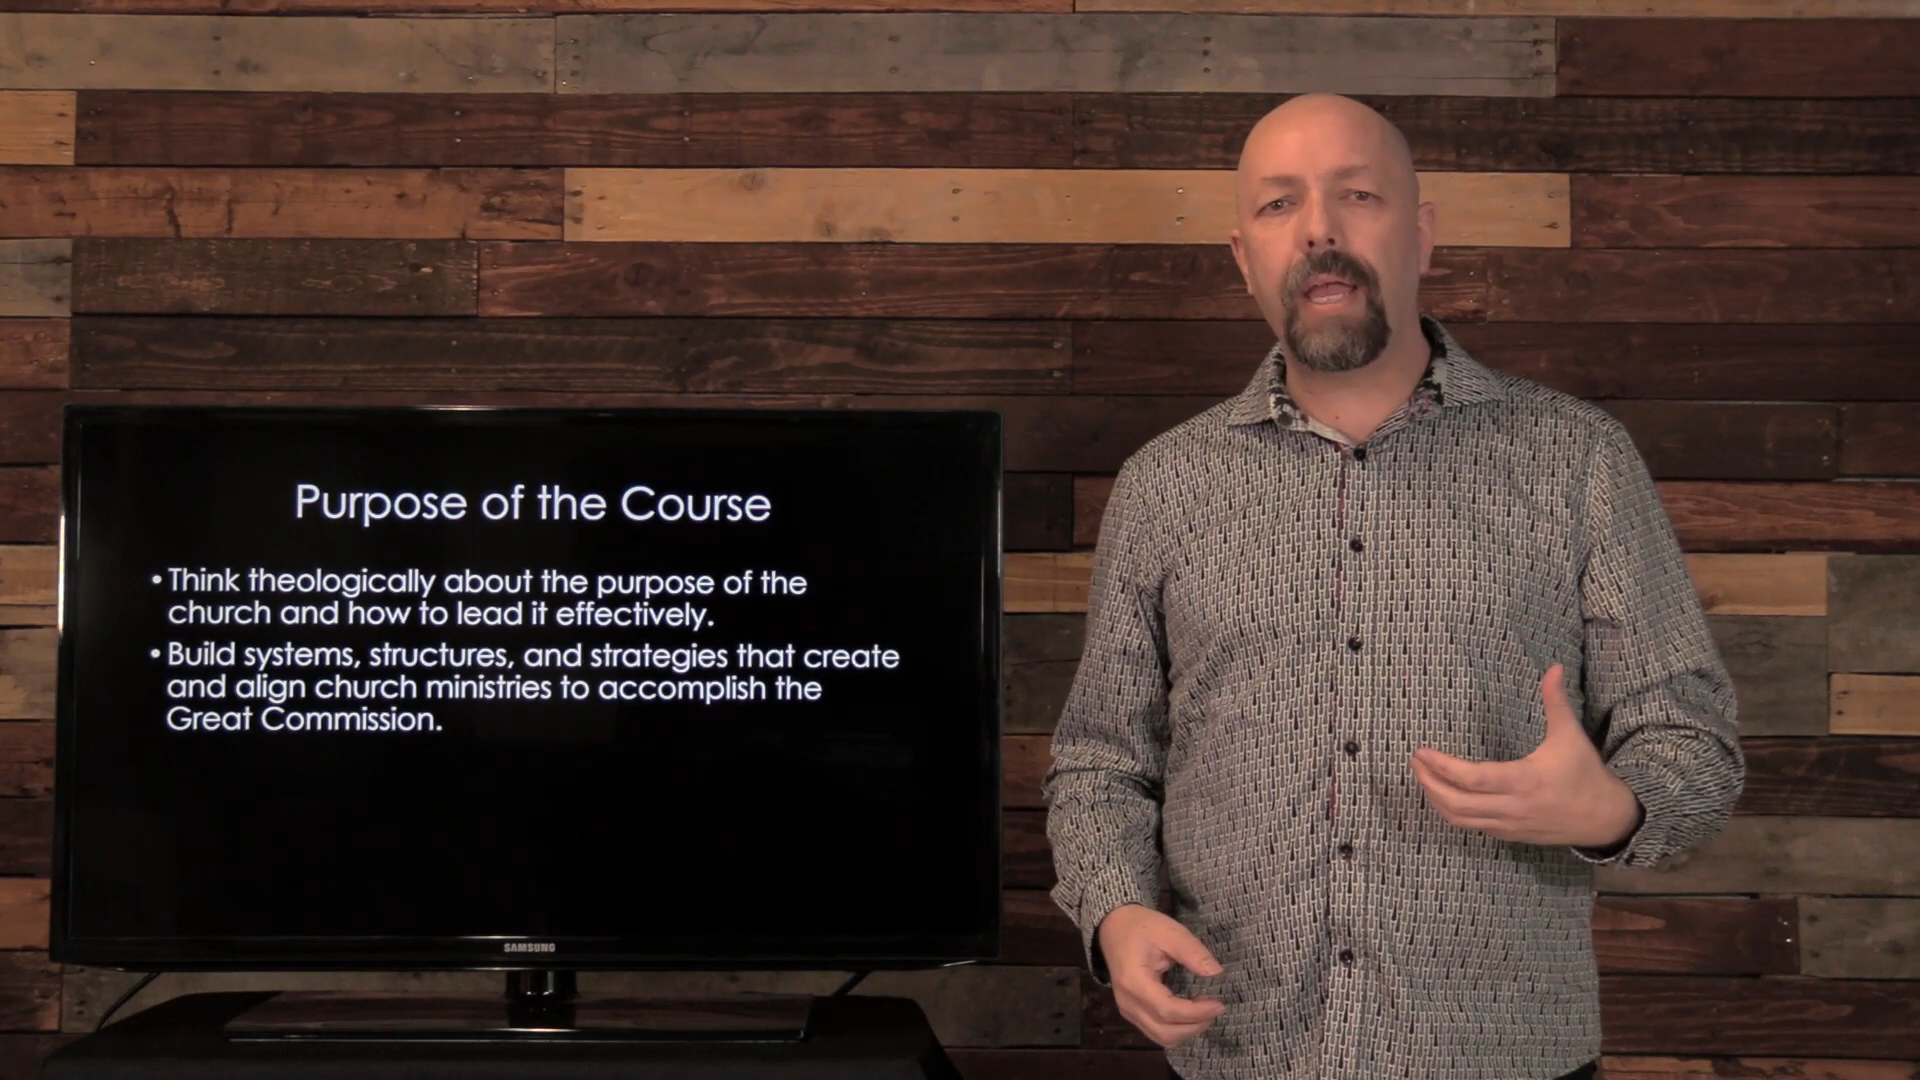 Purpose of the Course
• Think theologically about the purpose of the
church and how to lead it effectively.
• Build systems, structures, and strategies that create
and align church ministries to accomplish the
Great Commission.
SAMSUNG